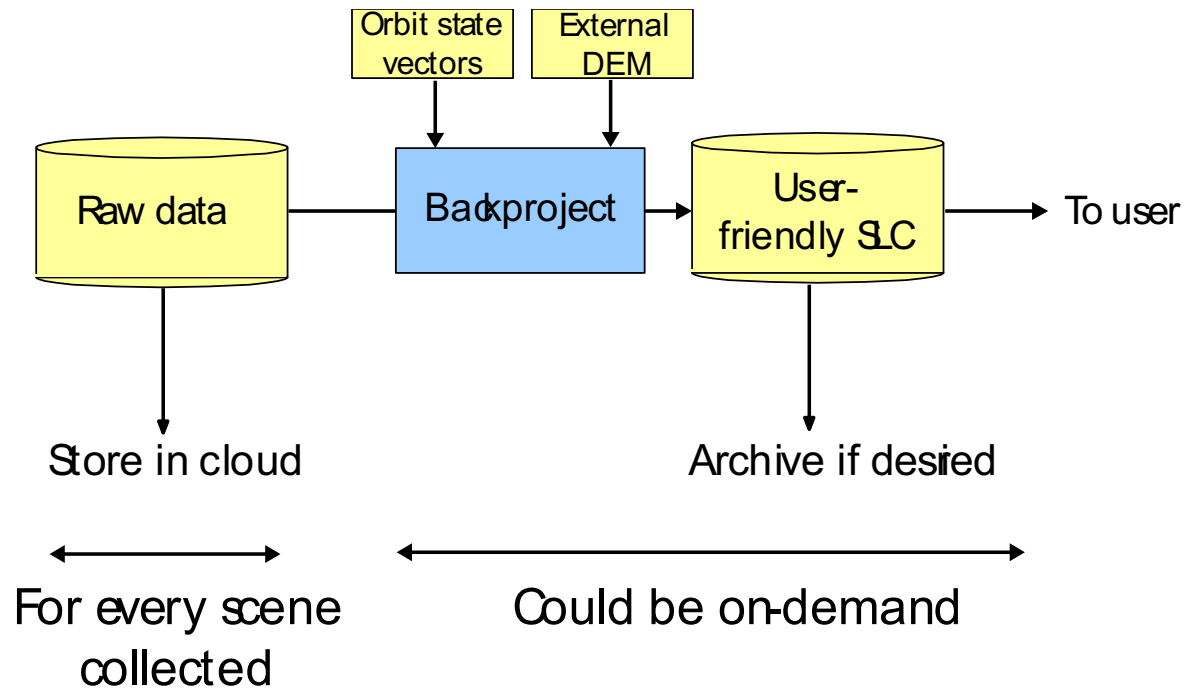 Orbit state
vectors
External
DEM
Raw data
Backproject
User-
friendly SLC
To user
Store in cloud
Archive if desired
For every scene
collected
Could be on-demand